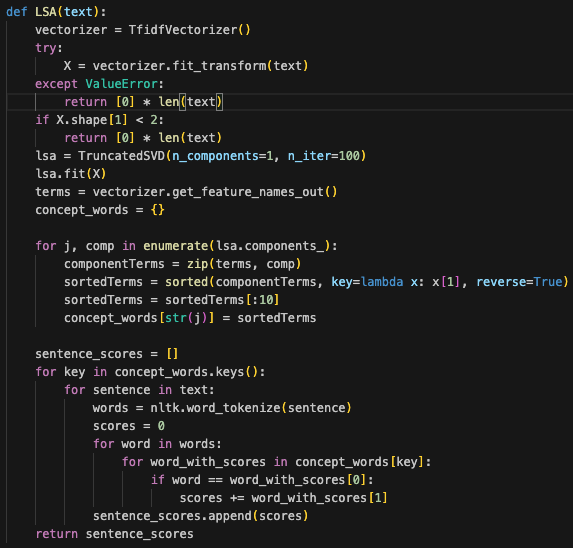 def LSA(text):
    vectorizer = TfidfVectorizer()
    try:
        X = vectorizer.fit_transform(text)
    except ValueError:
        return [0] * len(text)
    if X.shape[1] < 2:
        return [0] * len(text)
    lsa = TruncatedSVD(n_components=1, n_iter=100)
    lsa.fit(X)
    terms = vectorizer.get_feature_names_out()
    concept_words = {}

    for j, comp in enumerate(lsa.components_):
        componentTerms = zip(terms, comp)
        sortedTerms = sorted(componentTerms, key=lambda x: x[1], reverse=True)
        sortedTerms = sortedTerms[:10]
        concept_words[str(j)] = sortedTerms

    sentence_scores = []
    for key in concept_words.keys():
        for sentence in text:
            words = nltk.word_tokenize(sentence)
            scores = 0
            for word in words:
                for word_with_scores in concept_words[key]:
                    if word == word_with_scores[0]:
                        scores += word_with_scores[1]
            sentence_scores.append(scores)
    return sentence_scores